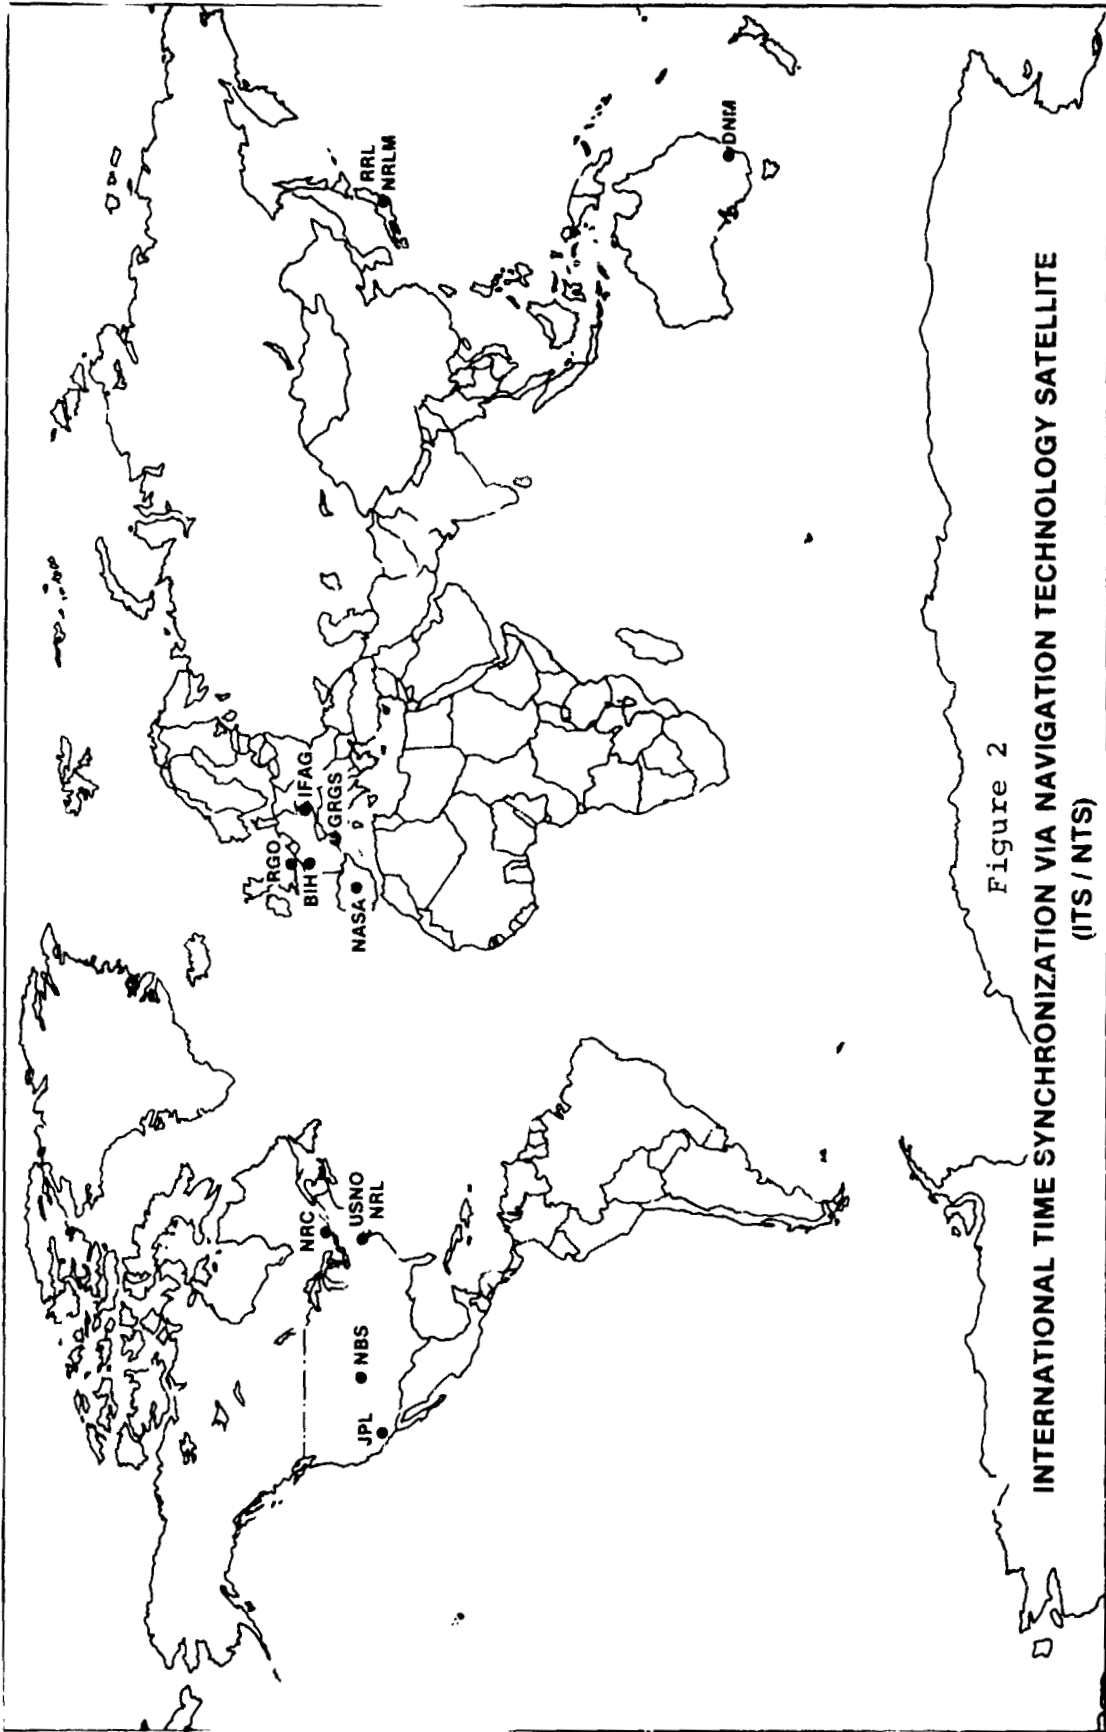 RRL
NRLM
DNM
RGO
IFAG
BIH
GRGS
NASA
NRC
USNO
NRL
NBS
JPL
Figure 2
INTERNATIONAL TIME SYNCHRONIZATION VIA NAVIGATION TECHNOLOGY SATELLITE
(ITS / NTS)